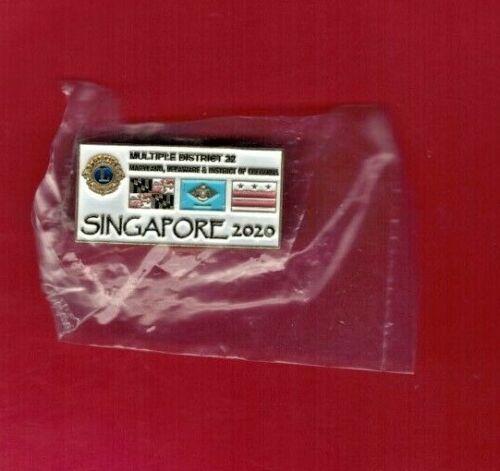 MULTIPLE DISTRICT 22
MARYLAND, DELAWARE & DISTRICT OF COLUMBIA
L
SINGAPORE 2020